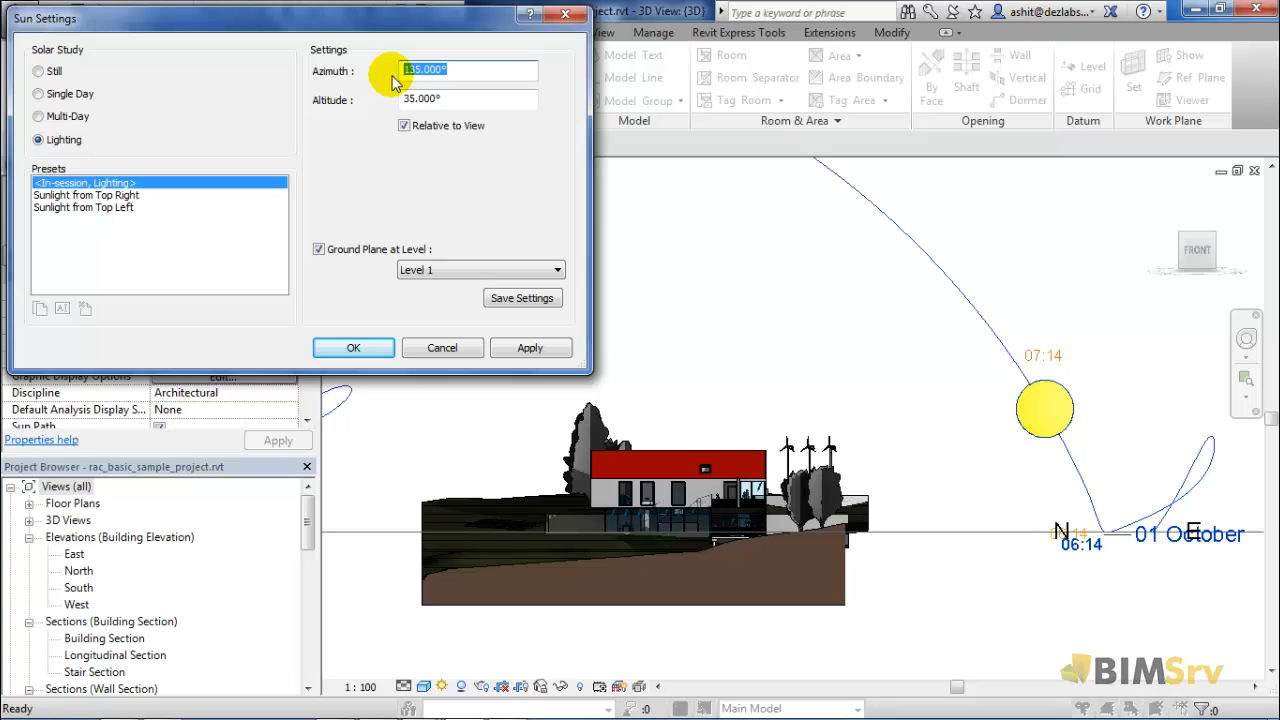 Sun Settings
Solar Study
Still
Single Day
Multi-Day
Lighting
Presets
<In-session, Lighting>
Sunlight from Top Right
Sunlight from Top Left
Settings
Azimuth :
135.000°
Altitude :
35.000°
Relative to View
Ground Plane at Level :
Level 1
Save Settings
OK
Cancel
Apply
ject.rvt - 3D View: {3D}
Type a keyword or phrase
ashit@dezlabs...
View
Manage
Revit Express Tools
Extensions
Modify
Model Text
Model Line
Model Group
Model
Room
Room Separator
Tag Room
Area
Area Boundary
Tag Area
Room & Area
By Face
Shaft
Wall
Vertical
Dormer
Opening
Level
Grid
Datum
Set
Show
Ref Plane
Viewer
Work Plane
Graphic Display Options
Edit...
Discipline
Architectural
Default Analysis Display S...
None
Sun Path
Properties help
Apply
Project Browser - rac_basic_sample_project.rvt
Views (all)
Floor Plans
3D Views
Elevations (Building Elevation)
East
North
South
West
Sections (Building Section)
Building Section
Longitudinal Section
Stair Section
Sections (Wall Section)
FRONT
07:14
N
E
06:14
01 October
1 : 100
BIMSrv
Ready
:0
Main Model
:0